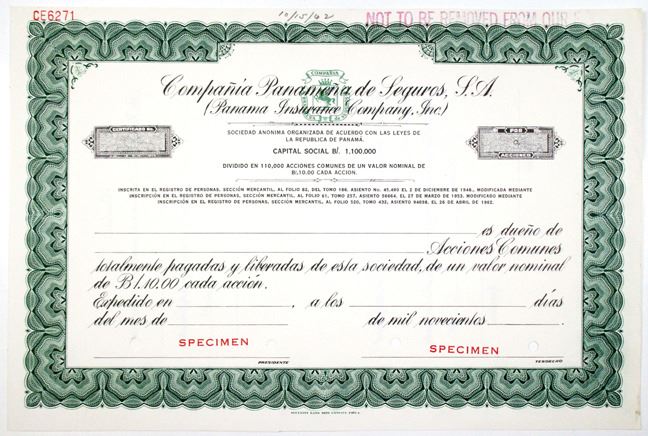 CE6271
10/15/62
NOT TO BE REMOVED FROM OUR
COMPAÑIA
Compañía Panameña de Seguros, S.A.
(Panama Insurance Company, Inc.)
CERTIFICADO No.
POR
ACCIONES
SOCIEDAD ANONIMA ORGANIZADA DE ACUERDO CON LAS LEYES DE
LA REPUBLICA DE PANAMÁ.
CAPITAL SOCIAL B/. 1.100.000
DIVIDIDO EN 110,000 ACCIONES COMUNES DE UN VALOR NOMINAL DE
B/.10.00 CADA ACCION.
INSCRITA EN EL REGISTRO DE PERSONAS, SECCIÓN MERCANTIL, AL FOLIO 82, DEL TOMO 186, ASIENTO No. 45,490 EL 2 DE DICIEMBRE DE 1948., MODIFICADA MEDIANTE
INSCRIPCIÓN EN EL REGISTRO DE PERSONAS, SECCIÓN MERCANTIL, AL FOLIO 61, TOMO 257, ASIENTO 56064, EL 27 DE MARZO DE 1953, MODIFICADA MEDIANTE
INSCRIPCIÓN EN EL REGISTRO DE PERSONAS, SECCIÓN MERCANTIL, AL FOLIO 520, TOMO 432, ASIENTO 94698, EL 26 DE ABRIL DE 1962.
es dueño de
Acciones Comunes
totalmente pagadas y liberadas de esta sociedad, de un valor nominal
de B/.10.00 cada acción.
Expedido en , a los días
del mes de de mil novecientos .
SPECIMEN SPECIMEN
PRESIDENTE TESORERO